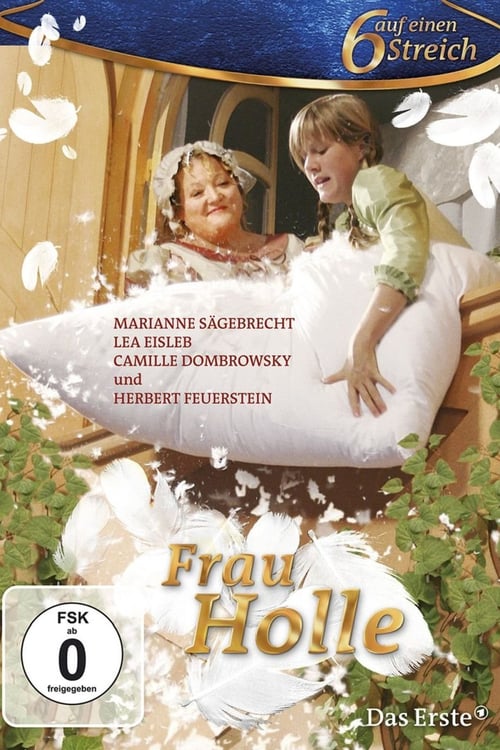 6 auf einen
Streich
MARIANNE SÄGEBRECHT
LEA EISLEB
CAMILLE DOMBROWSKY
und
HERBERT FEUERSTEIN
Frau
Holle
FSK
ab
0
freigegeben
Das Erste